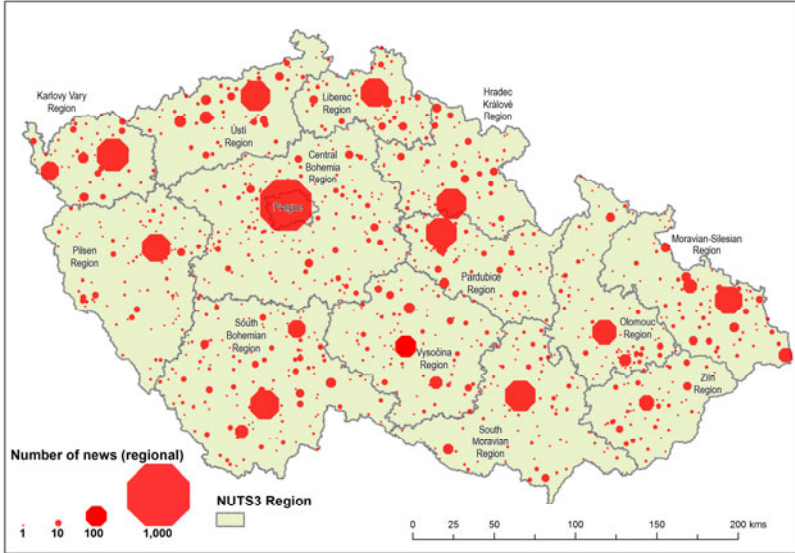 Karlovy Vary
Region
Ústí
Region
Liberec
Region
Hradec
Králové
Region
Central
Bohemia
Region
Prague
Pilsen
Region
Pardubice
Region
Moravian-Silesian
Region
South
Bohemian
Region
Vysočina
Region
Olomouc
Region
Zlín
Region
South
Moravian
Region
Number of news (regional)
1 10 100 1,000
NUTS3 Region
0 25 50 100 150 200 kms